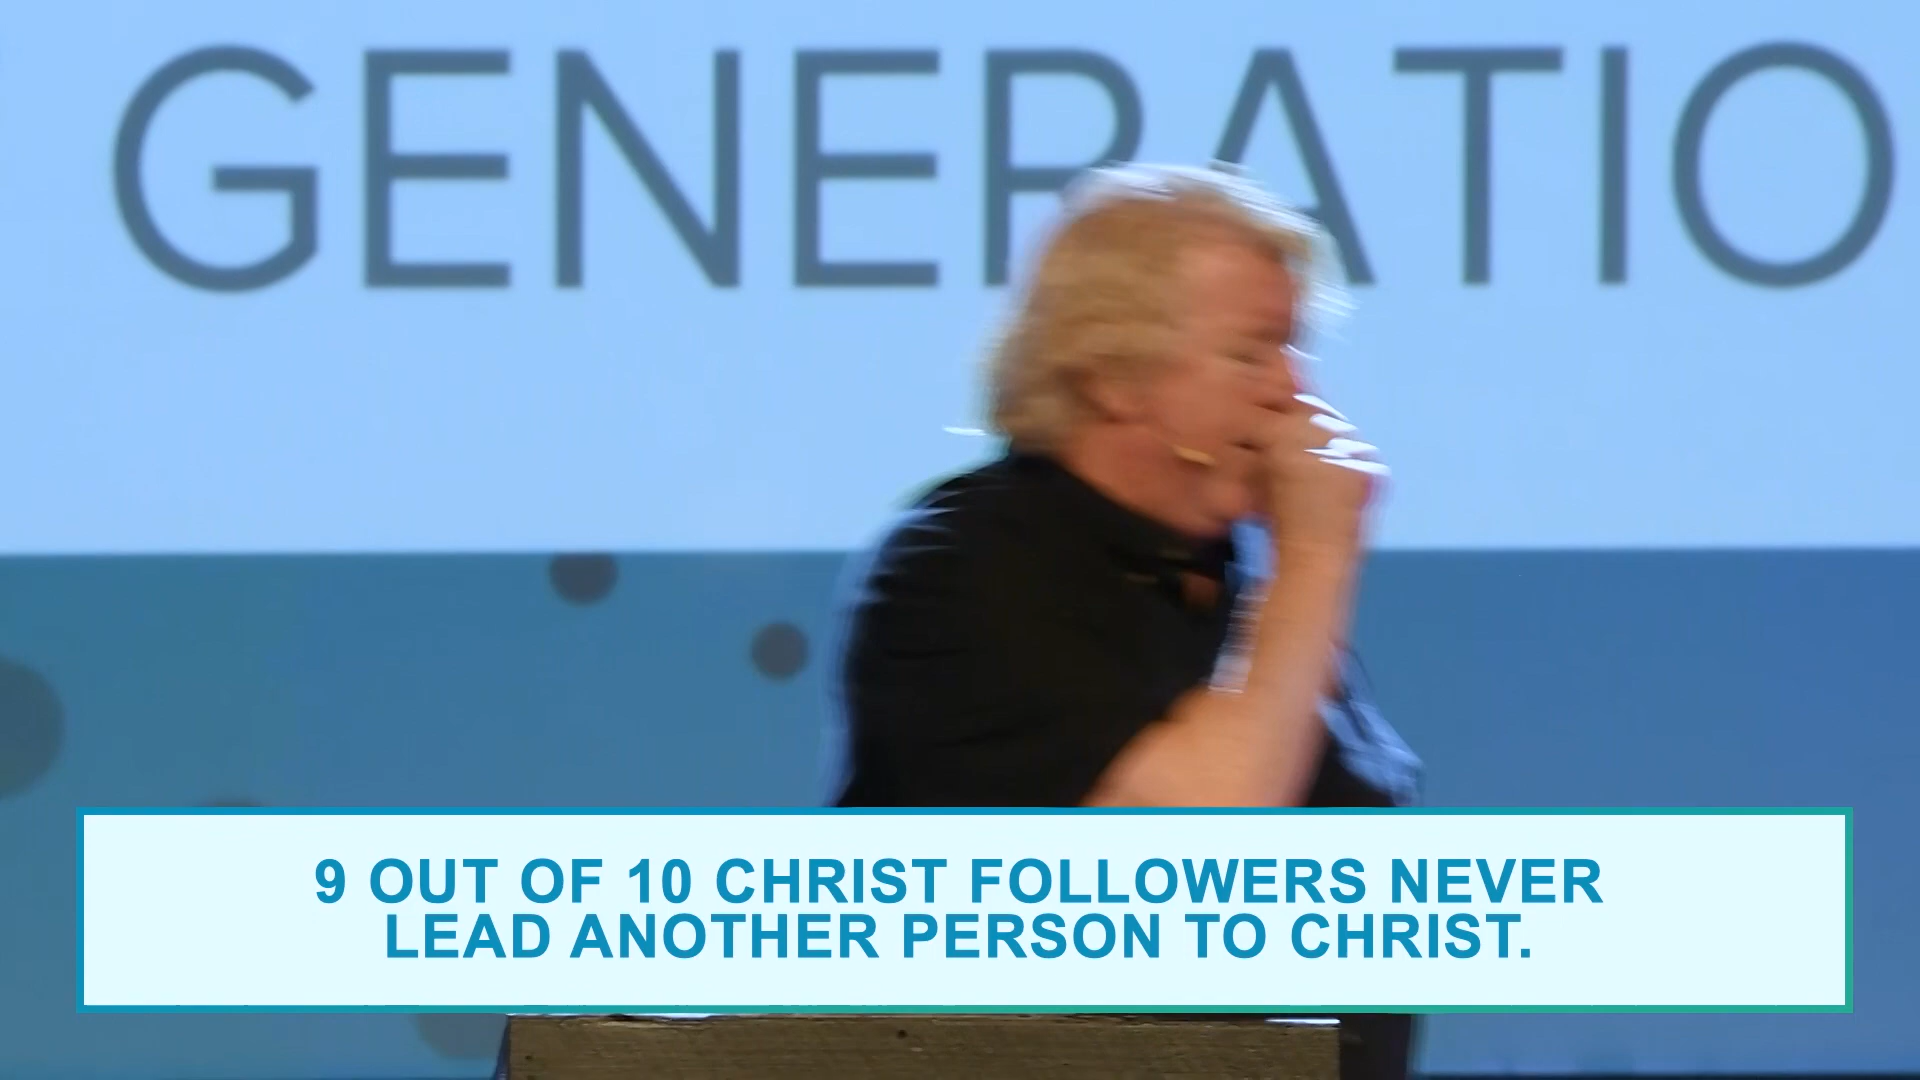 GENERATIO
9 OUT OF 10 CHRIST FOLLOWERS NEVER
LEAD ANOTHER PERSON TO CHRIST.